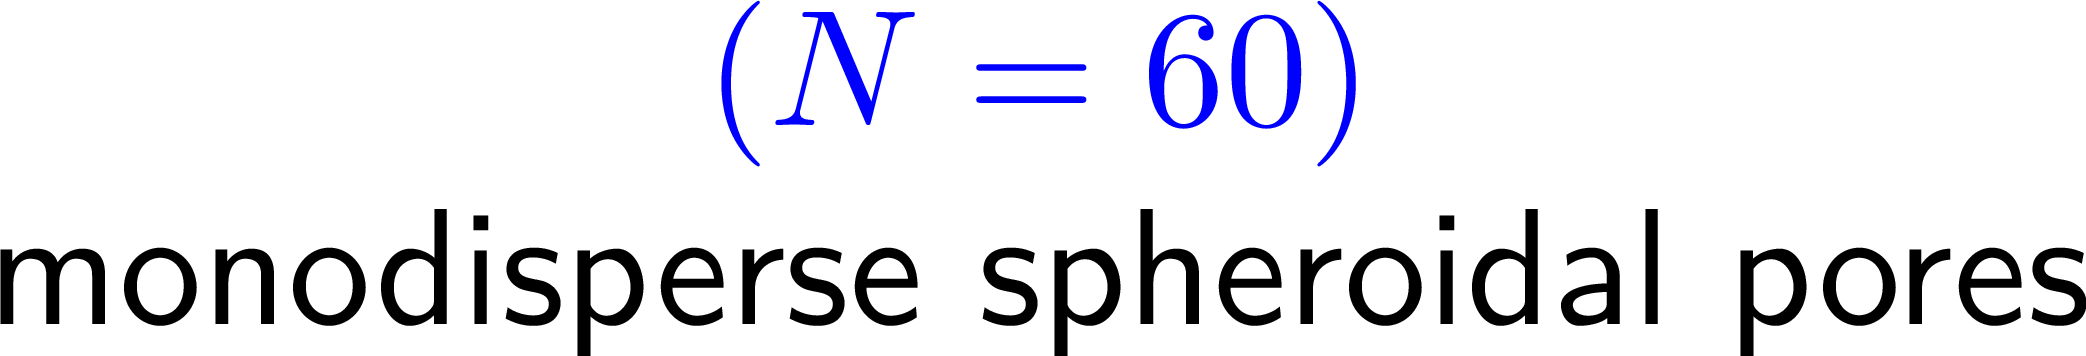 (N = 60)
monodisperse spheroidal pores